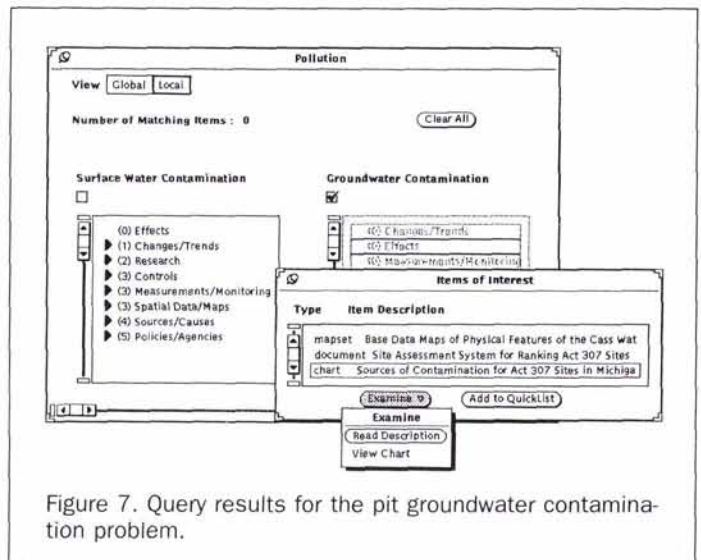 Pollution
View Global Local
Number of Matching Items : 0
Clear All
Surface Water Contamination
Groundwater Contamination
(0) Effects
(1) Changes/Trends
(2) Research
(3) Controls
(3) Measurements/Monitoring
(3) Spatial Data/Maps
(4) Sources/Causes
(5) Policies/Agencies
(0) Changes/Trends
(0) Effects
(0) Measurements/Monitoring
Items of Interest
Type Item Description
mapset Base Data Maps of Physical Features of the Cass Wat
document Site Assessment System for Ranking Act 307 Sites
chart Sources of Contamination for Act 307 Sites in Michiga
Examine
Add to QuickList
Examine
Read Description
View Chart
Figure 7. Query results for the pit groundwater contamina-
tion problem.